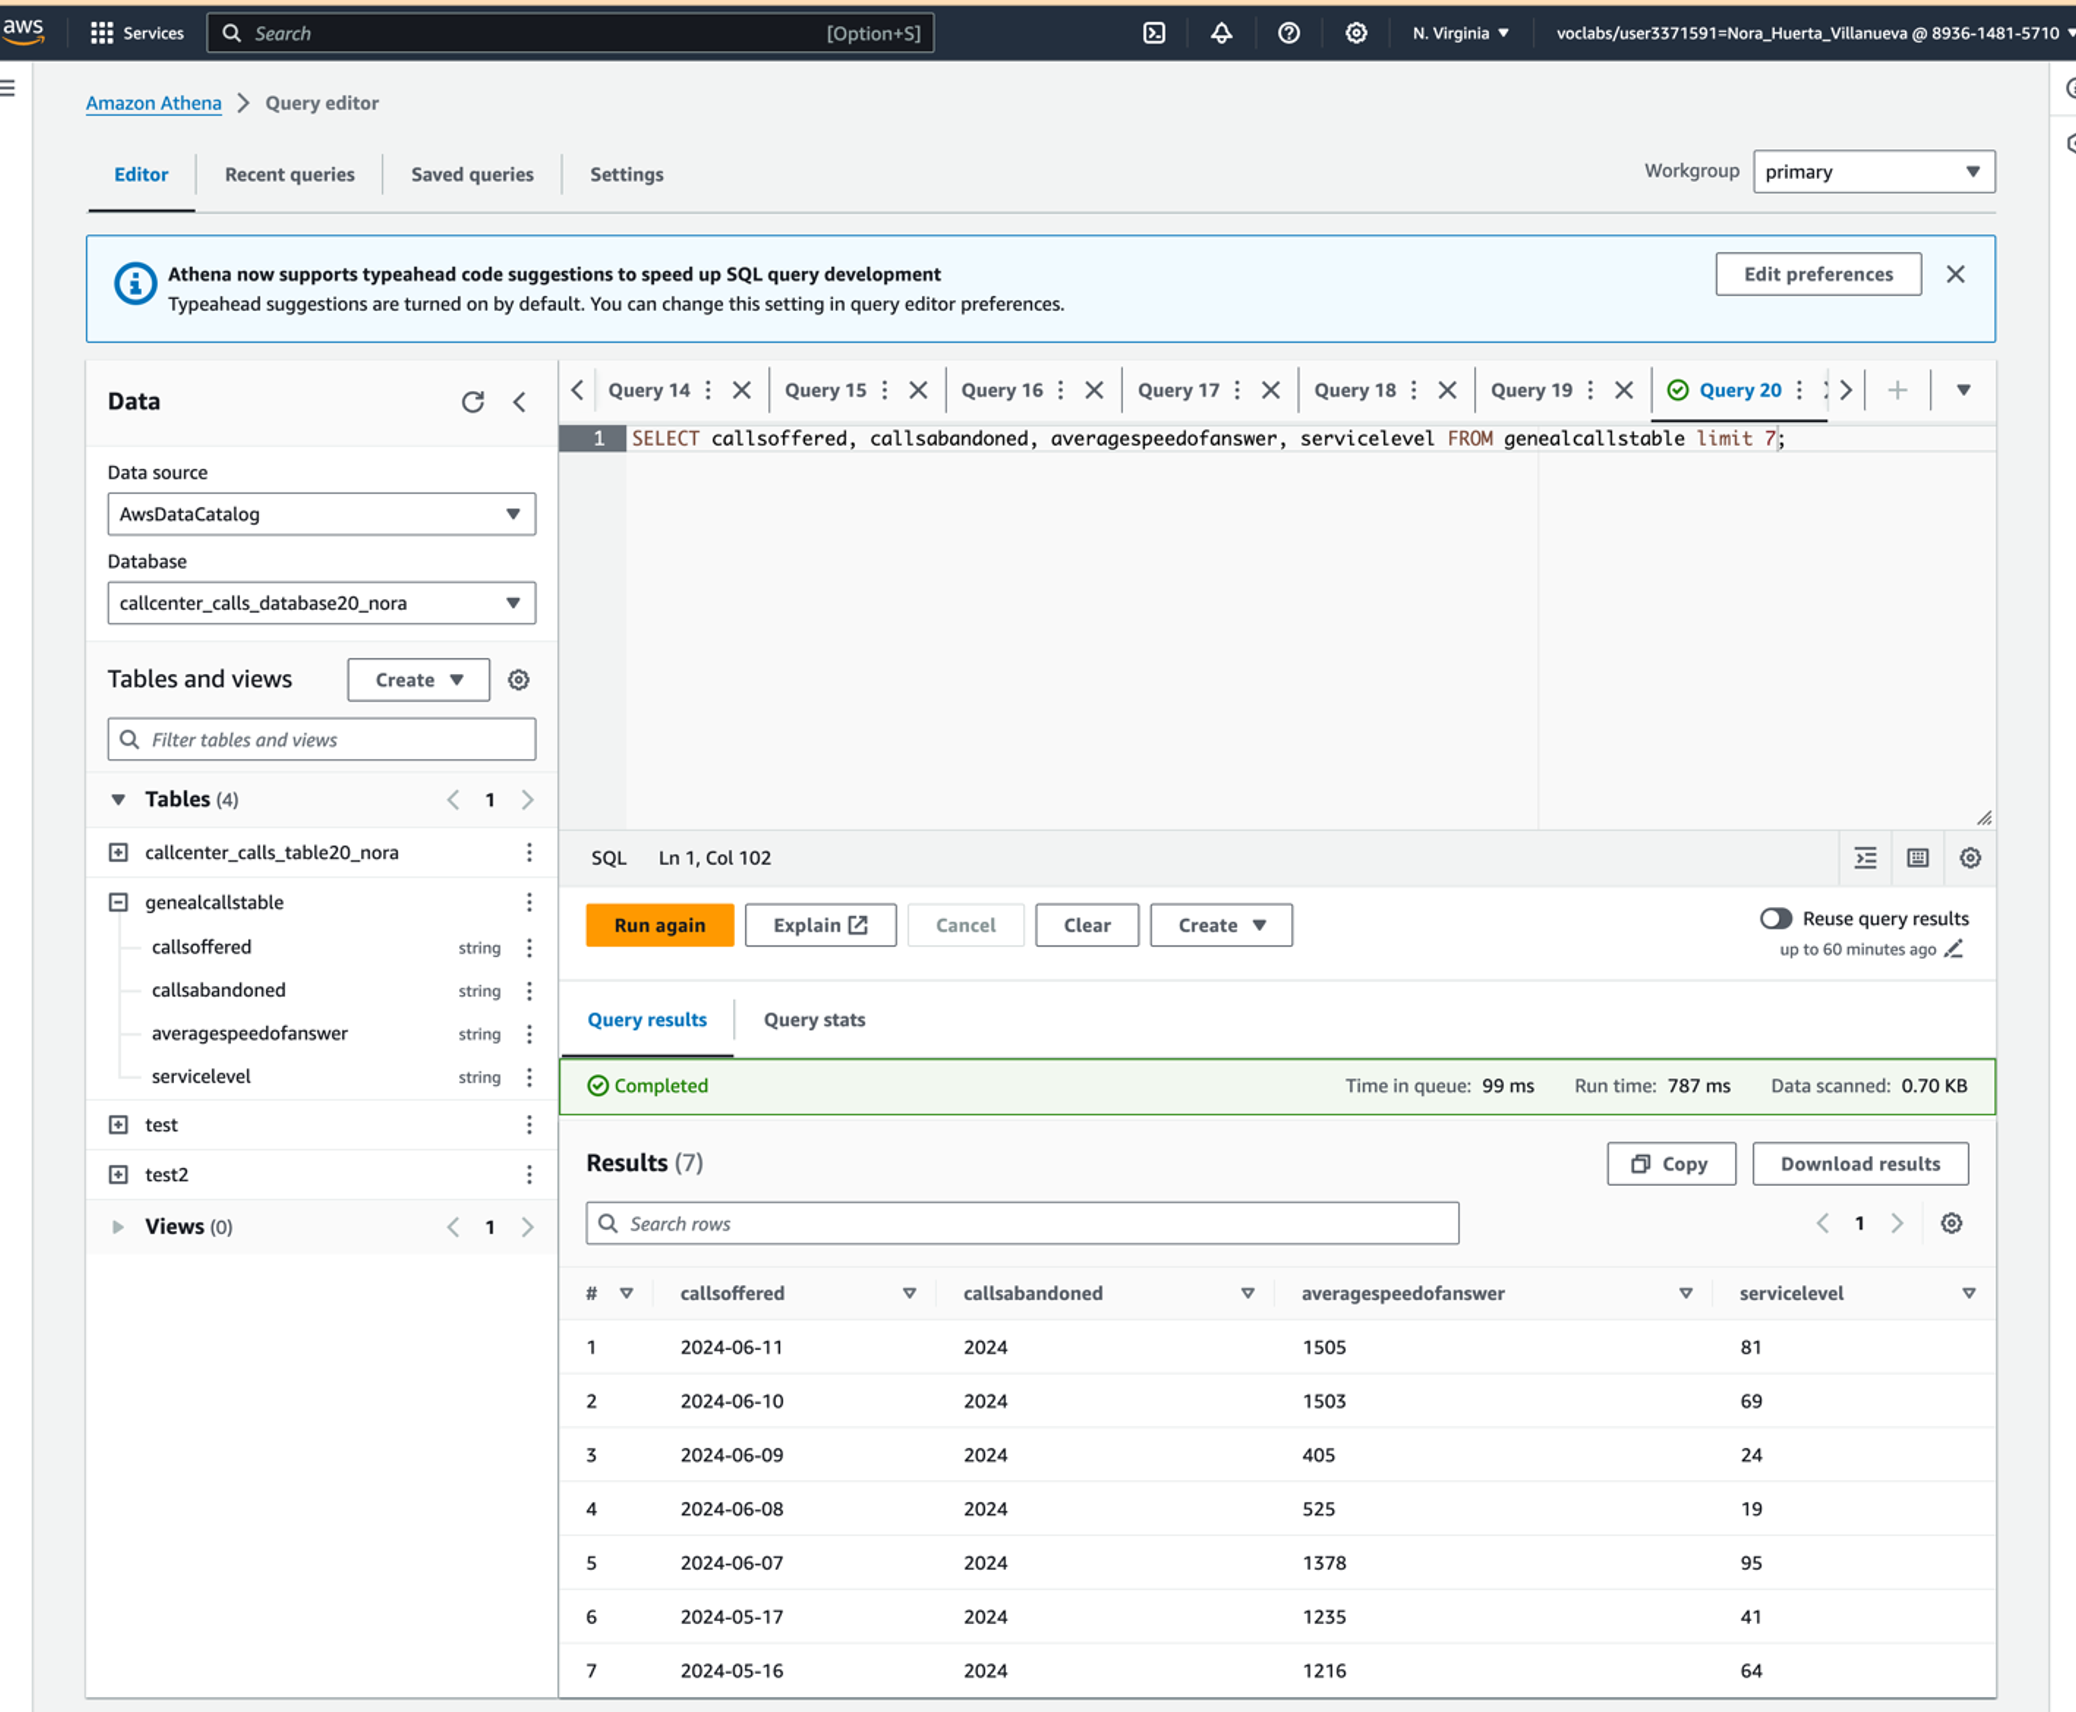 aws Services Search [Option+S] N. Virginia voclabs/user3371591=Nora_Huerta_Villanueva @ 8936-1481-5710
Amazon Athena Query editor
Editor Recent queries Saved queries Settings Workgroup primary
Athena now supports typeahead code suggestions to speed up SQL query development
Typeahead suggestions are turned on by default. You can change this setting in query editor preferences.
Edit preferences
Data
Data source
AwsDataCatalog
Database
callcenter_calls_database20_nora
Tables and views Create
Filter tables and views
Tables (4) 1
callcenter_calls_table20_nora
genealcallstable
callsoffered string
callsabandoned string
averagespeedofanswer string
servicelevel string
test
test2
Views (0) 1
Query 14 Query 15 Query 16 Query 17 Query 18 Query 19 Query 20
1 SELECT callsoffered, callsabandoned, averagespeedofanswer, servicelevel FROM genealcallstable limit 7;
SQL Ln 1, Col 102
Run again Explain Cancel Clear Create Reuse query results
up to 60 minutes ago
Query results Query stats
Completed Time in queue: 99 ms Run time: 787 ms Data scanned: 0.70 KB
Results (7) Copy Download results
Search rows 1
# callsoffered callsabandoned averagespeedofanswer servicelevel
1 2024-06-11 2024 1505 81
2 2024-06-10 2024 1503 69
3 2024-06-09 2024 405 24
4 2024-06-08 2024 525 19
5 2024-06-07 2024 1378 95
6 2024-05-17 2024 1235 41
7 2024-05-16 2024 1216 64